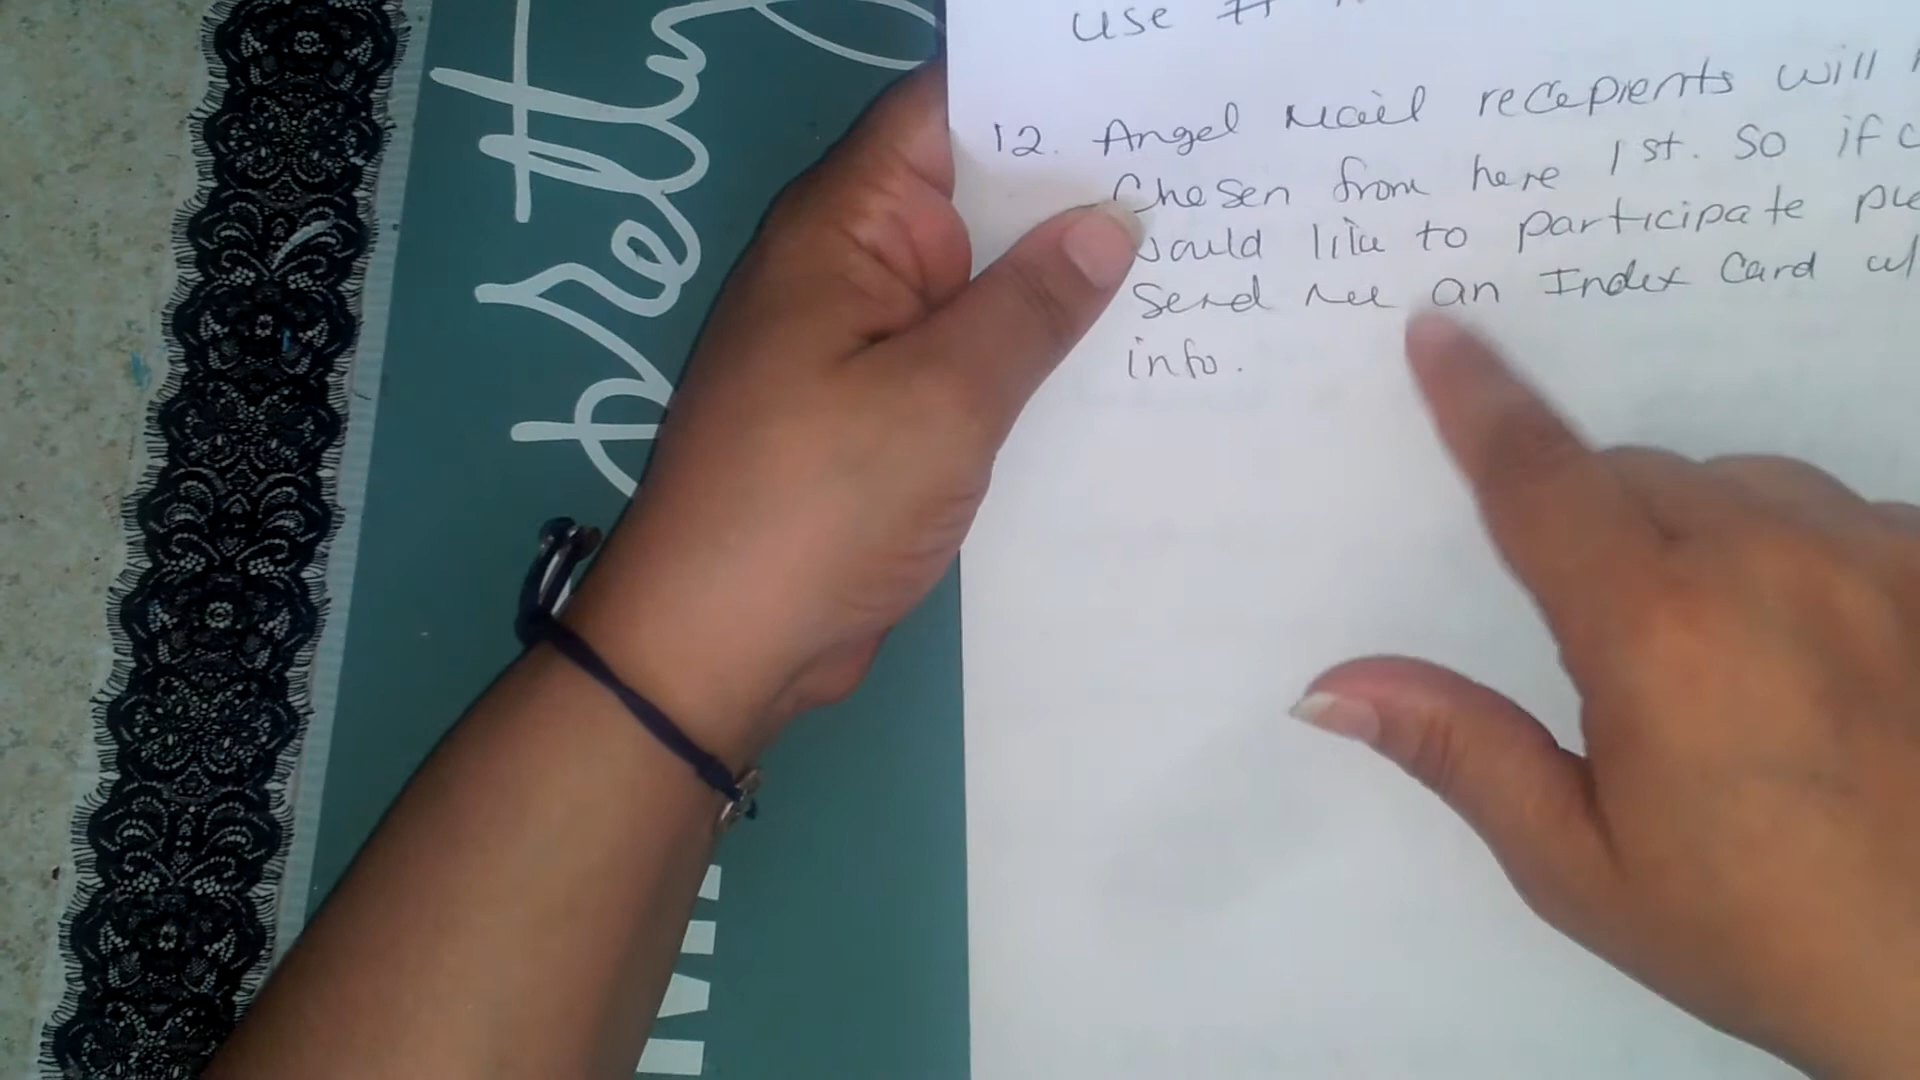 use #
12. Angel Mail recepients will
Chosen from here 1st. So if
would like to participate
Send me an Index Card w/
info.
pretty